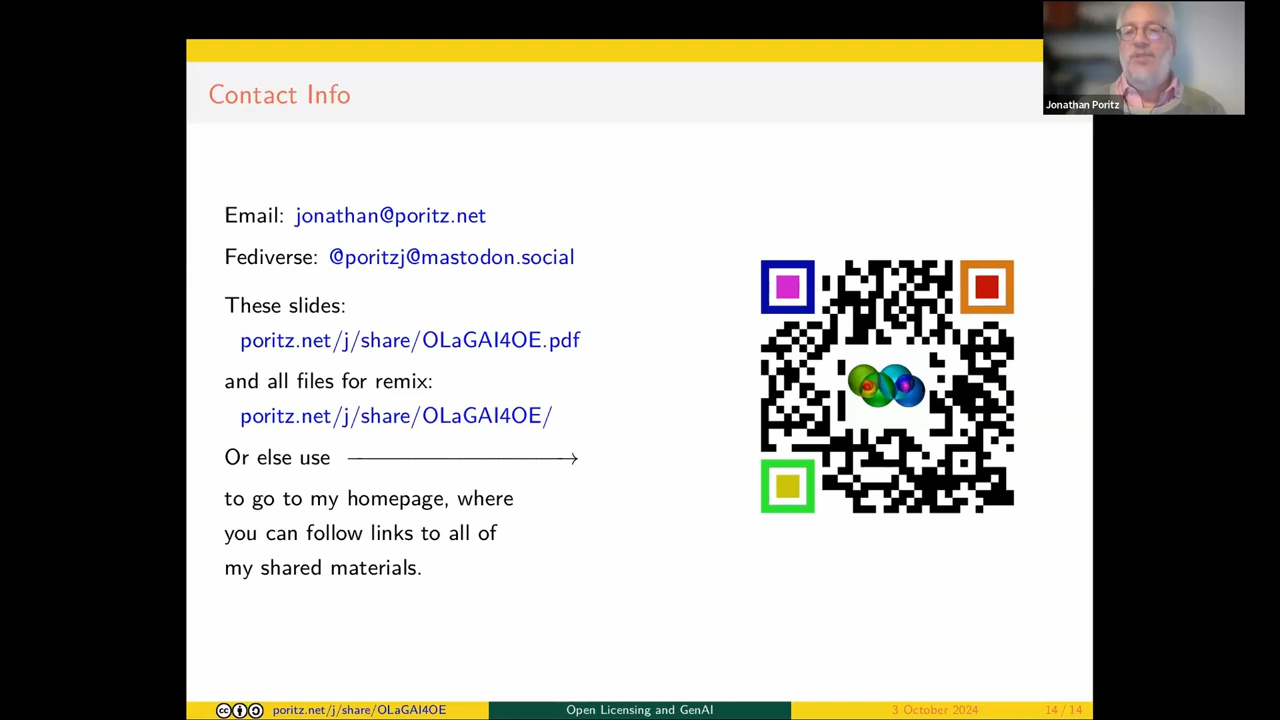 Contact Info
Jonathan Poritz
Email: jonathan@poritz.net
Fediverse: @poritzj@mastodon.social
These slides:
poritz.net/j/share/OLaGAI4OE.pdf
and all files for remix:
poritz.net/j/share/OLaGAI4OE/
Or else use
to go to my homepage, where
you can follow links to all of
my shared materials.
poritz.net/j/share/OLaGAI4OE
Open Licensing and GenAI
3 October 2024
14 / 14